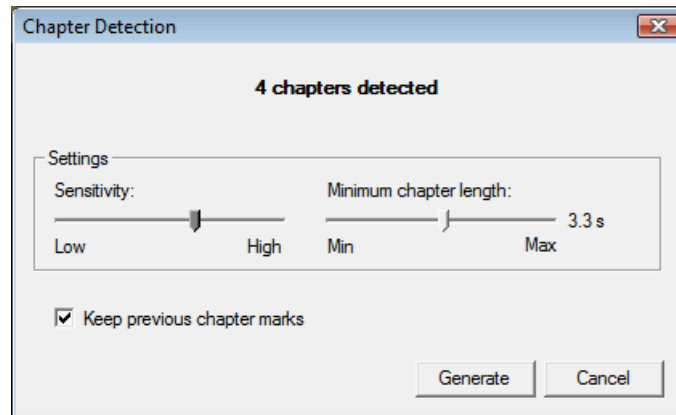 Chapter Detection
4 chapters detected
Settings
Sensitivity:
Low High
Minimum chapter length:
3.3 s
Min Max
Keep previous chapter marks
Generate Cancel